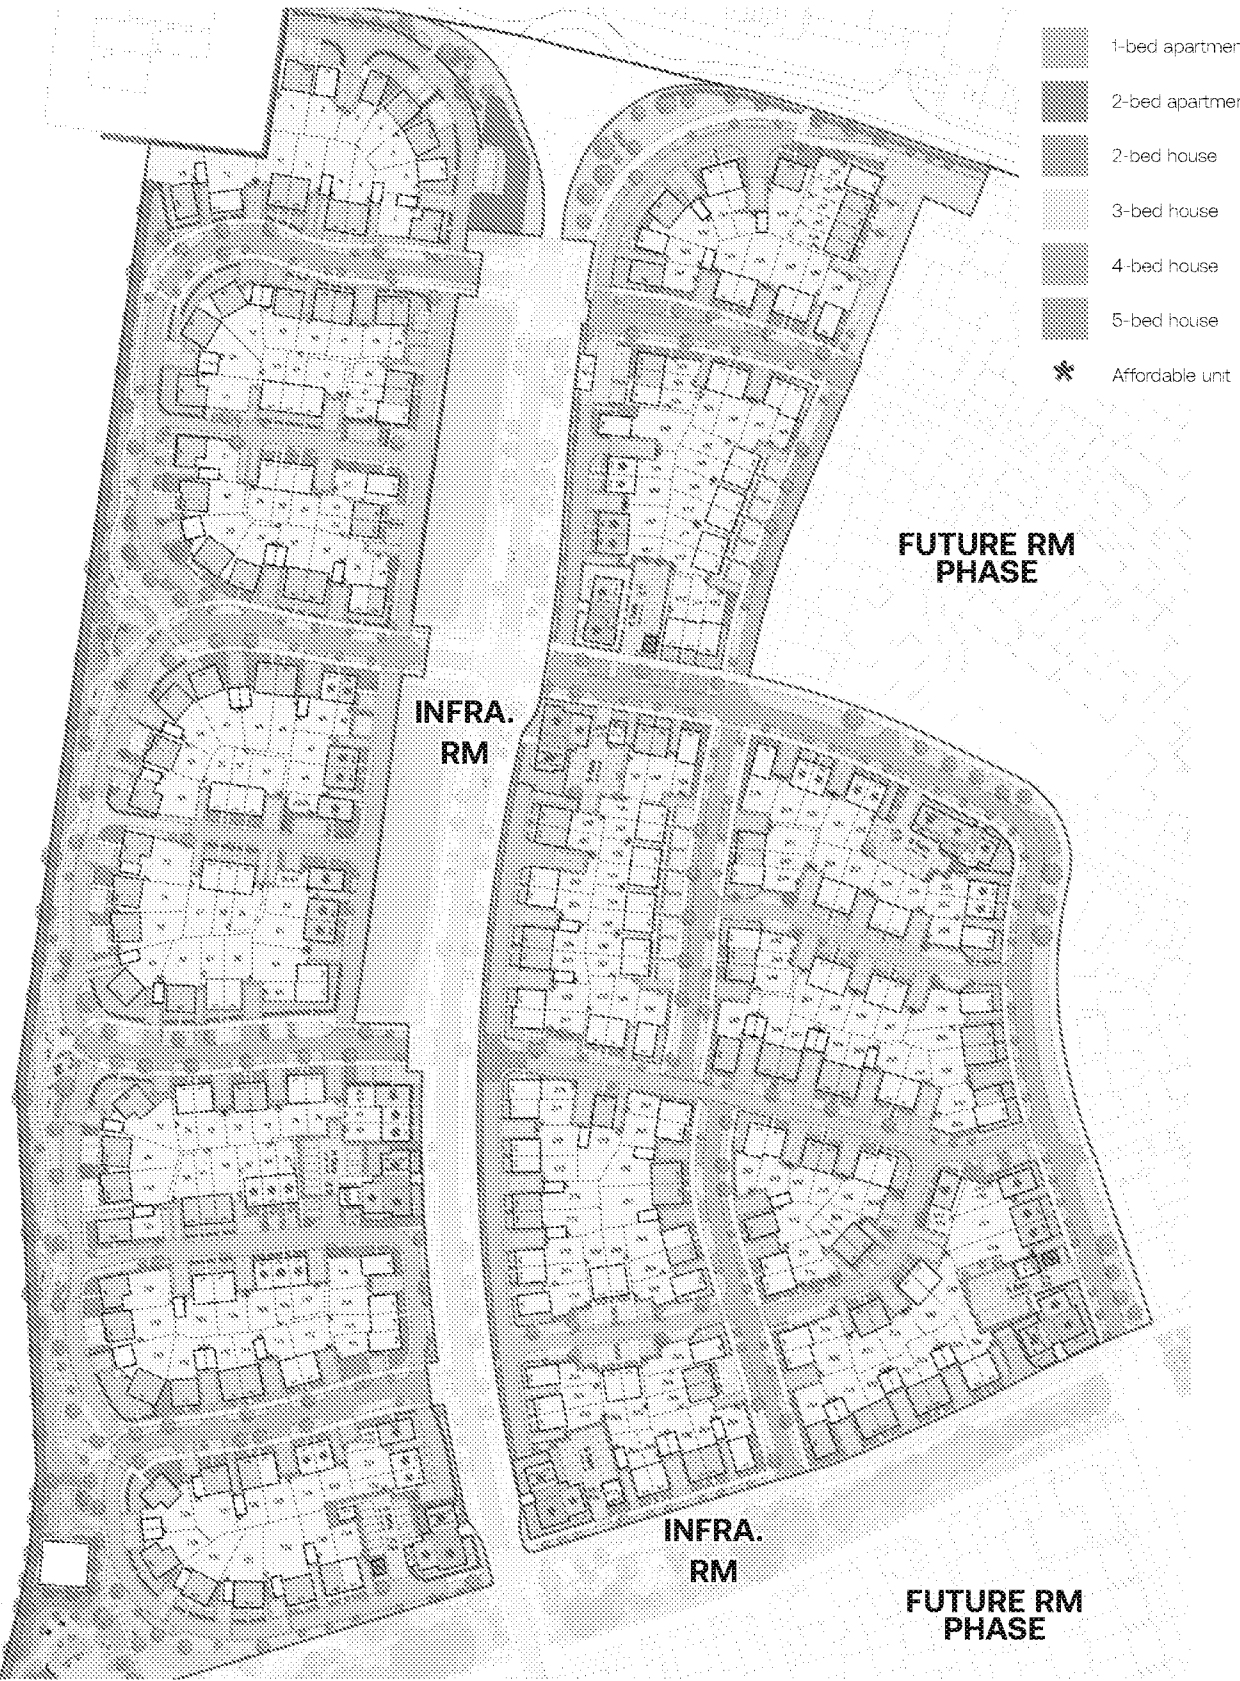 1-bed apartmen
2-bed apartmen
2-bed house
3-bed house
4-bed house
5-bed house
Affordable unit
FUTURE RM
PHASE
INFRA.
RM
INFRA.
RM
FUTURE RM
PHASE